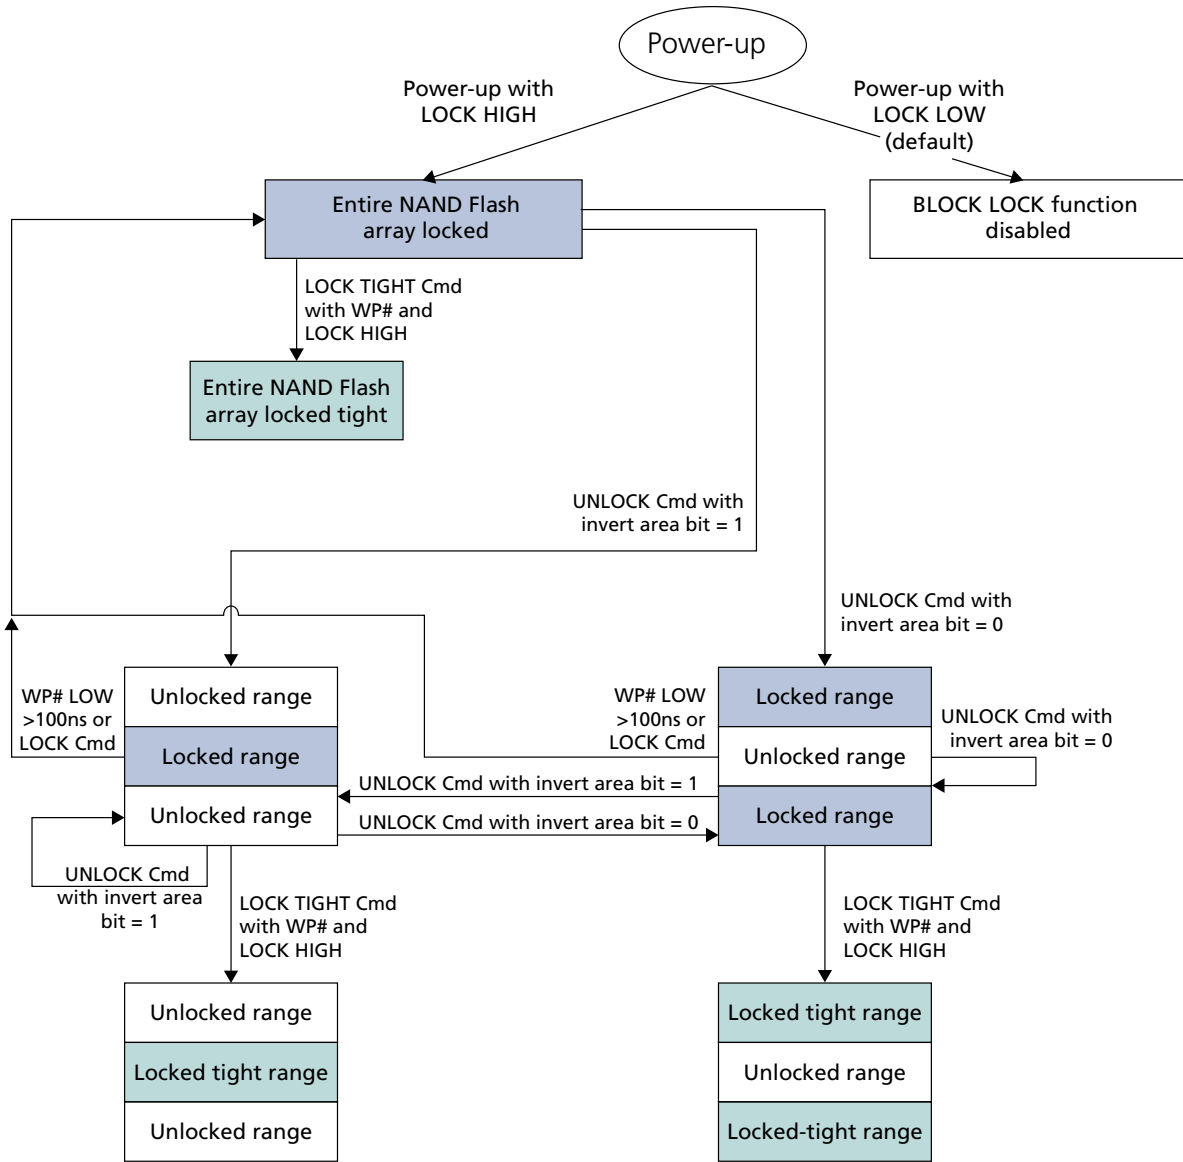 Power-up
Power-up with
LOCK HIGH
Power-up with
LOCK LOW
(default)
Entire NAND Flash
array locked
BLOCK LOCK function
disabled
LOCK TIGHT Cmd
with WP# and
LOCK HIGH
Entire NAND Flash
array locked tight
UNLOCK Cmd with
invert area bit = 1
UNLOCK Cmd with
invert area bit = 0
WP# LOW
>100ns or
LOCK Cmd
Unlocked range
Locked range
Unlocked range
WP# LOW
>100ns or
LOCK Cmd
Locked range
Unlocked range
Locked range
UNLOCK Cmd with
invert area bit = 0
UNLOCK Cmd with invert area bit = 1
UNLOCK Cmd with invert area bit = 0
UNLOCK Cmd
with invert area
bit = 1
LOCK TIGHT Cmd
with WP# and
LOCK HIGH
LOCK TIGHT Cmd
with WP# and
LOCK HIGH
Unlocked range
Locked tight range
Unlocked range
Locked tight range
Unlocked range
Locked-tight range